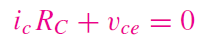 i_c R_C + v_{ce} = 0